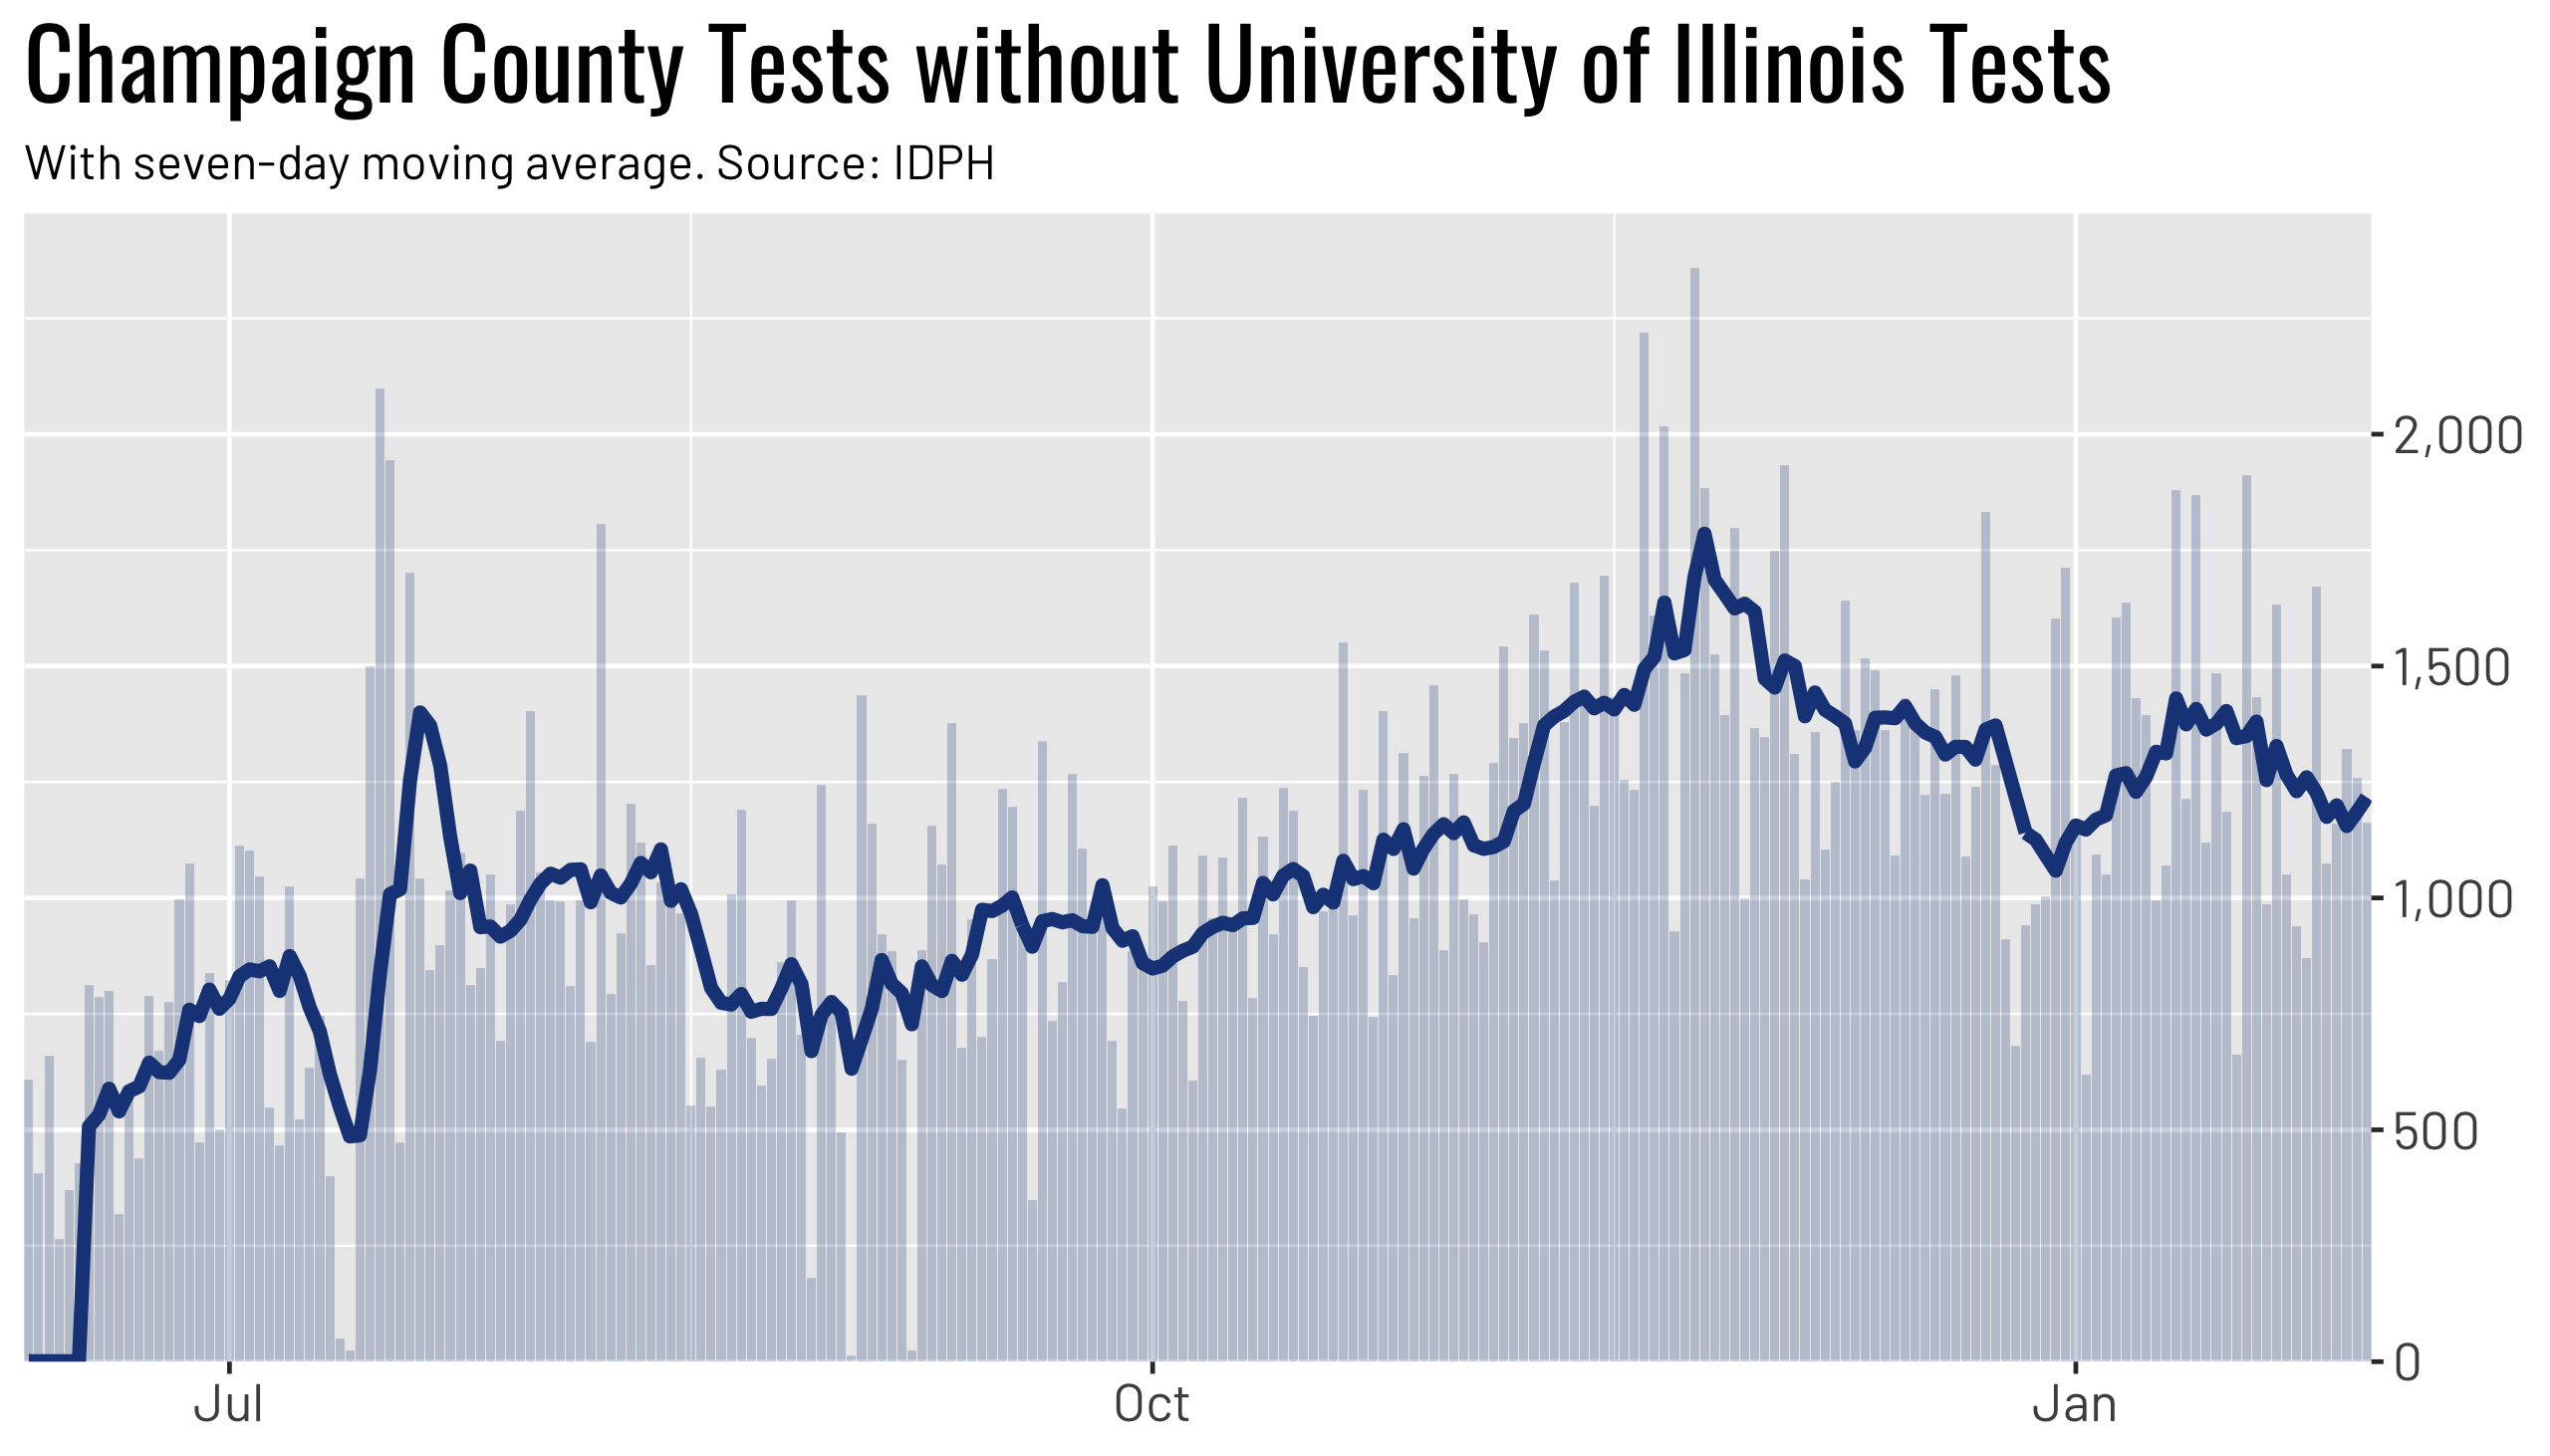 Champaign County Tests without University of Illinois Tests
With seven-day moving average. Source: IDPH
2,000
1,500
1,000
500
0
Jul Oct Jan